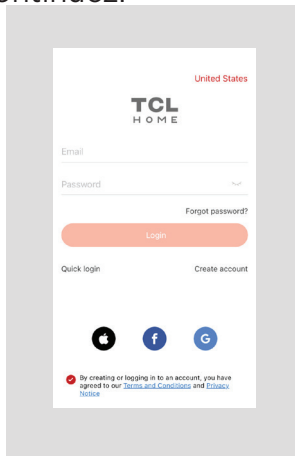 United States
TCL
HOME
Email
Password
Forgot password?
Login
Quick login
Create account
f
G
By creating or logging in to an account, you have
agreed to our Terms and Conditions and Privacy
Notice